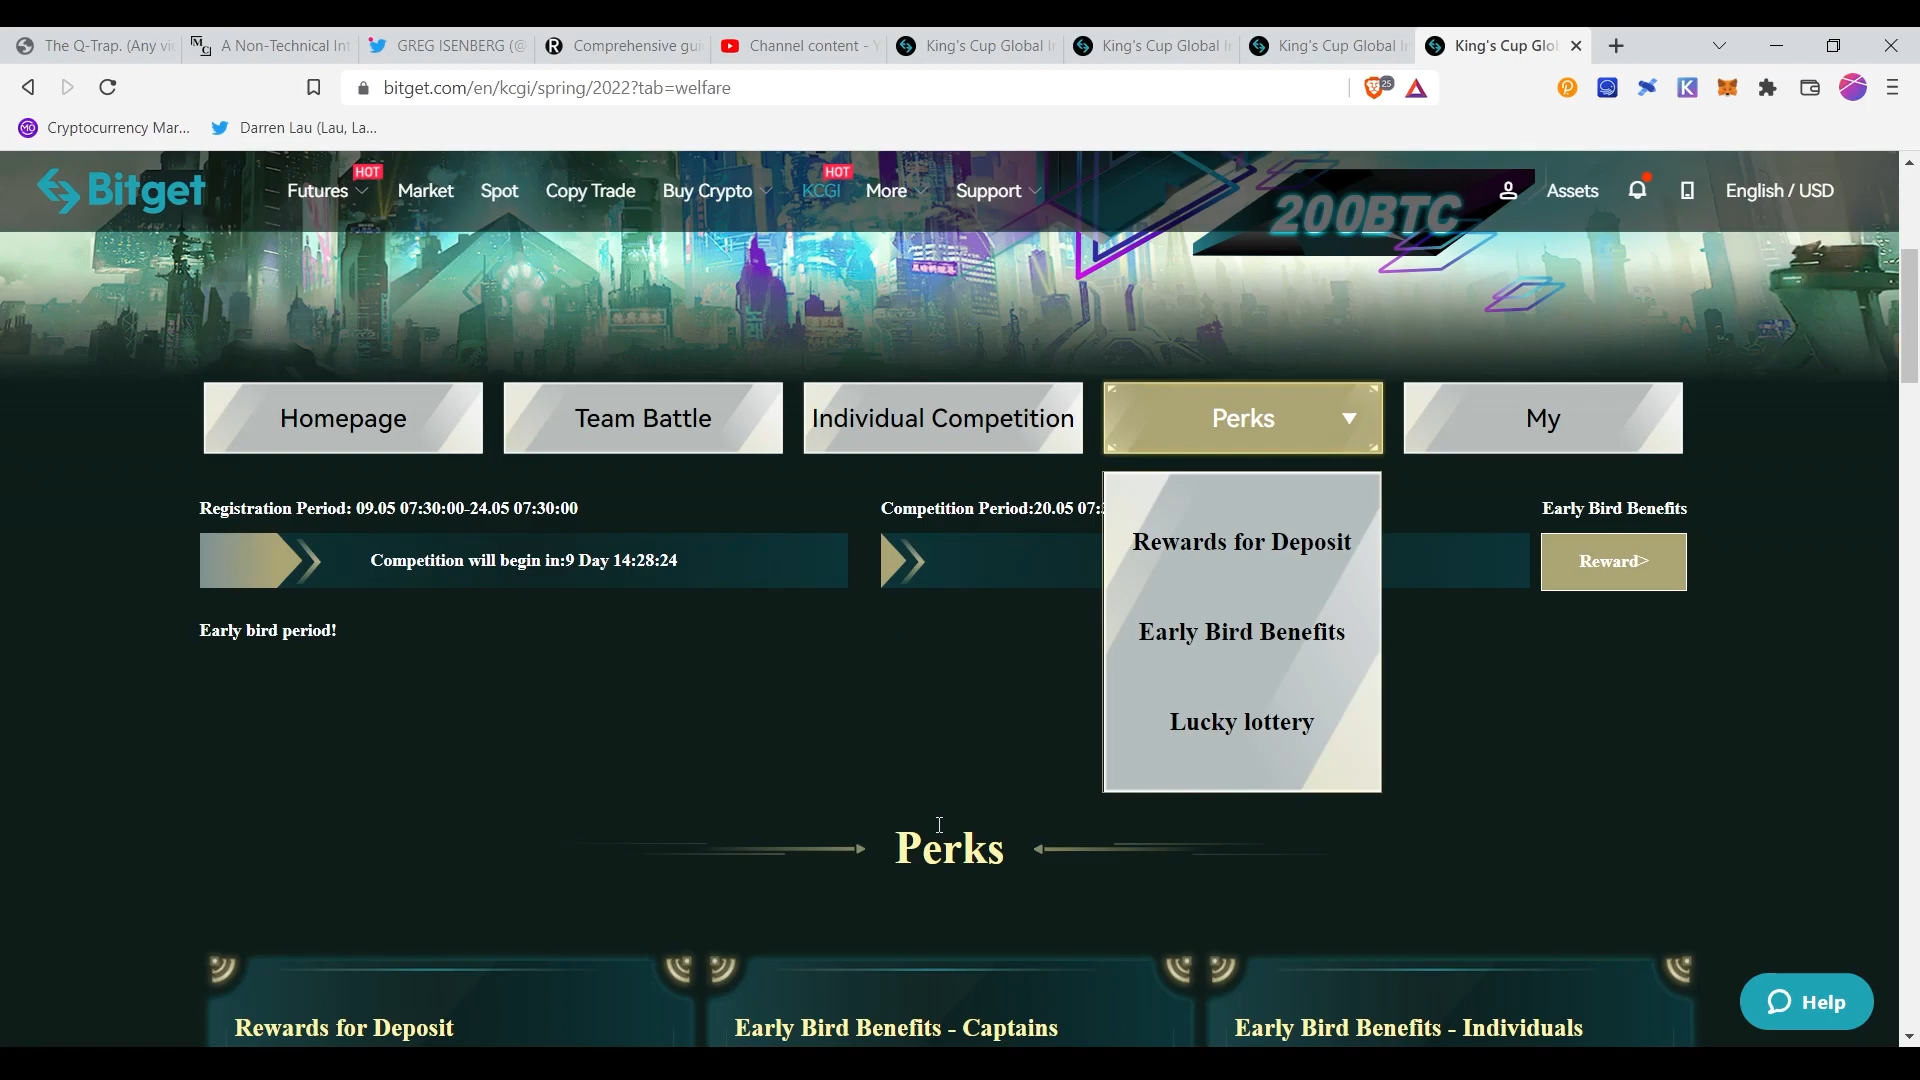 The Q-Trap. (Any vi
A Non-Technical Int
GREG ISENBERG (@
Comprehensive gui
Channel content - Y
King's Cup Global I
King's Cup Global I
King's Cup Global I
King's Cup Glo
bitget.com/en/kcgi/spring/2022?tab=welfare
25
Cryptocurrency Mar...
Darren Lau (Lau, La...
Bitget
Futures
HOT
Market
Spot
Copy Trade
Buy Crypto
KCGI
HOT
More
Support
200BTC
Assets
English / USD
Homepage
Team Battle
Individual Competition
Perks
My
Registration Period: 09.05 07:30:00-24.05 07:30:00
Competition Period:20.05 07:
Early Bird Benefits
Competition will begin in:9 Day 14:28:24
Reward>
Early bird period!
Rewards for Deposit
Early Bird Benefits
Lucky lottery
Perks
Rewards for Deposit
Early Bird Benefits - Captains
Early Bird Benefits - Individuals
Help